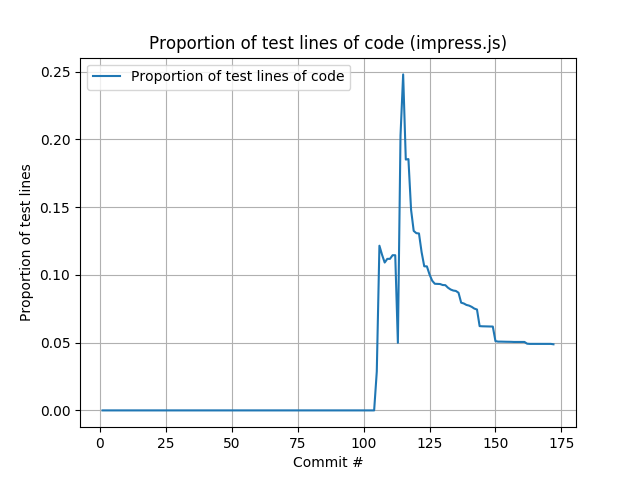 Proportion of test lines of code (impress.js)
Proportion of test lines of code
0.25
0.20
0.15
0.10
0.05
0.00
Proportion of test lines
0 25 50 75 100 125 150 175
Commit #